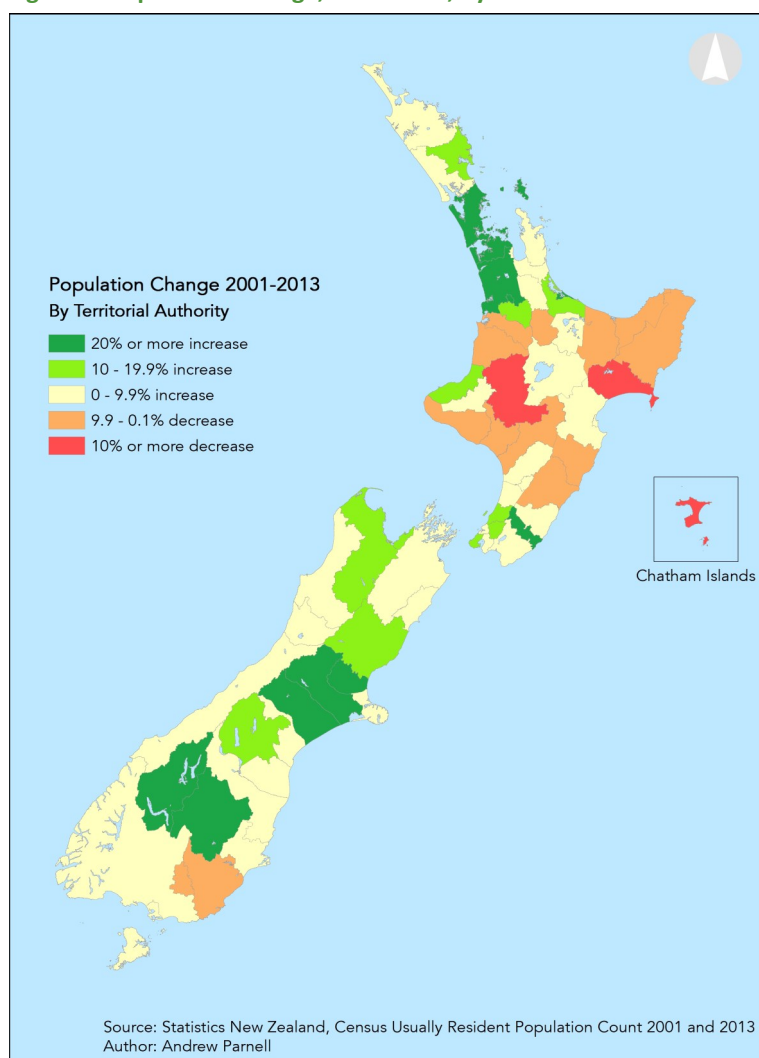 Population Change 2001-2013
By Territorial Authority
20% or more increase
10 - 19.9% increase
0 - 9.9% increase
9.9 - 0.1% decrease
10% or more decrease
Chatham Islands
Source: Statistics New Zealand, Census Usually Resident Population Count 2001 and 2013
Author: Andrew Parnell